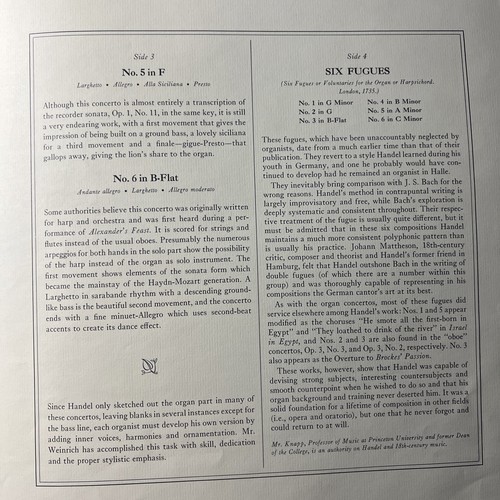 Side 3
No. 5 in F
Larghetto • Allegro • Alla Siciliana • Presto
Although this concerto is almost entirely a transcription of
the recorder sonata, Op. 1, No. 11, in the same key, it is still
a very endearing work, with a first movement that gives the
impression of being built on a ground bass, a lovely siciliana
for a third movement and a finale—gigue-Presto—that
gallops away, giving the lion's share to the organ.
No. 6 in B-Flat
Andante allegro • Larghetto • Allegro moderato
Some authorities believe this concerto was originally written
for harp and orchestra and was first heard during a per-
formance of Alexander's Feast. It is scored for strings and
flutes instead of the usual oboes. Presumably the numerous
arpeggios for both hands in the solo part show the possibility
of the harp instead of the organ as solo instrument. The
first movement shows elements of the sonata form which
became the mainstay of the Haydn-Mozart generation. A
Larghetto in sarabande rhythm with a descending ground-
like bass is the beautiful second movement, and the concerto
ends with a fine minuet-Allegro which uses second-beat
accents to create its dance effect.
Since Handel only sketched out the organ part in many of
these concertos, leaving blanks in several instances except for
the bass line, each organist must develop his own version by
adding inner voices, harmonies and ornamentation. Mr.
Weinrich has accomplished this task with skill, dedication
and the proper stylistic emphasis.
Side 4
SIX FUGUES
(Six Fugues or Voluntaries for the Organ or Harpsichord.
London, 1735.)
No. 1 in G Minor No. 4 in B Minor
No. 2 in G No. 5 in A Minor
No. 3 in B-Flat No. 6 in C Minor
These fugues, which have been unaccountably neglected by
organists, date from a much earlier time than that of their
publication. They revert to a style Handel learned during his
youth in Germany, and one he probably would have con-
tinued to develop had he remained an organist in Halle.
They inevitably bring comparison with J. S. Bach for the
wrong reasons. Handel's method in contrapuntal writing is
largely improvisatory and free, while Bach's exploration is
deeply systematic and consistent throughout. Their respec-
tive treatment of the fugue is usually quite different, but it
must be admitted that in these six compositions Handel
maintains a much more consistent polyphonic pattern than
is usually his practice. Johann Mattheson, 18th-century
critic, composer and theorist and Handel's former friend in
Hamburg, felt that Handel outshone Bach in the writing of
double fugues (of which there are a number within this
group) and was thoroughly capable of representing in his
compositions the German cantor's art at its best.
As with the organ concertos, most of these fugues did
service elsewhere among Handel's work: Nos. 1 and 5 appear
modified as the choruses "He smote all the first-born in
Egypt" and "They loathed to drink of the river" in Israel
in Egypt, and Nos. 2 and 3 are also found in the "oboe"
concertos, Op. 3, No. 3, and Op. 3, No. 2, respectively. No. 3
also appears as the Overture to Brockes' Passion.
These works, however, show that Handel was capable of
devising strong subjects, interesting countersubjects and
smooth counterpoint when he wished to do so and that his
organ background and training never deserted him. It was a
solid foundation for a lifetime of composition in other fields
(i.e., opera and oratorio), but one that he never forgot and
could return to at will.
Mr. Knapp, Professor of Music at Princeton University and former Dean
of the College, is an authority on Handel and 18th-century music.